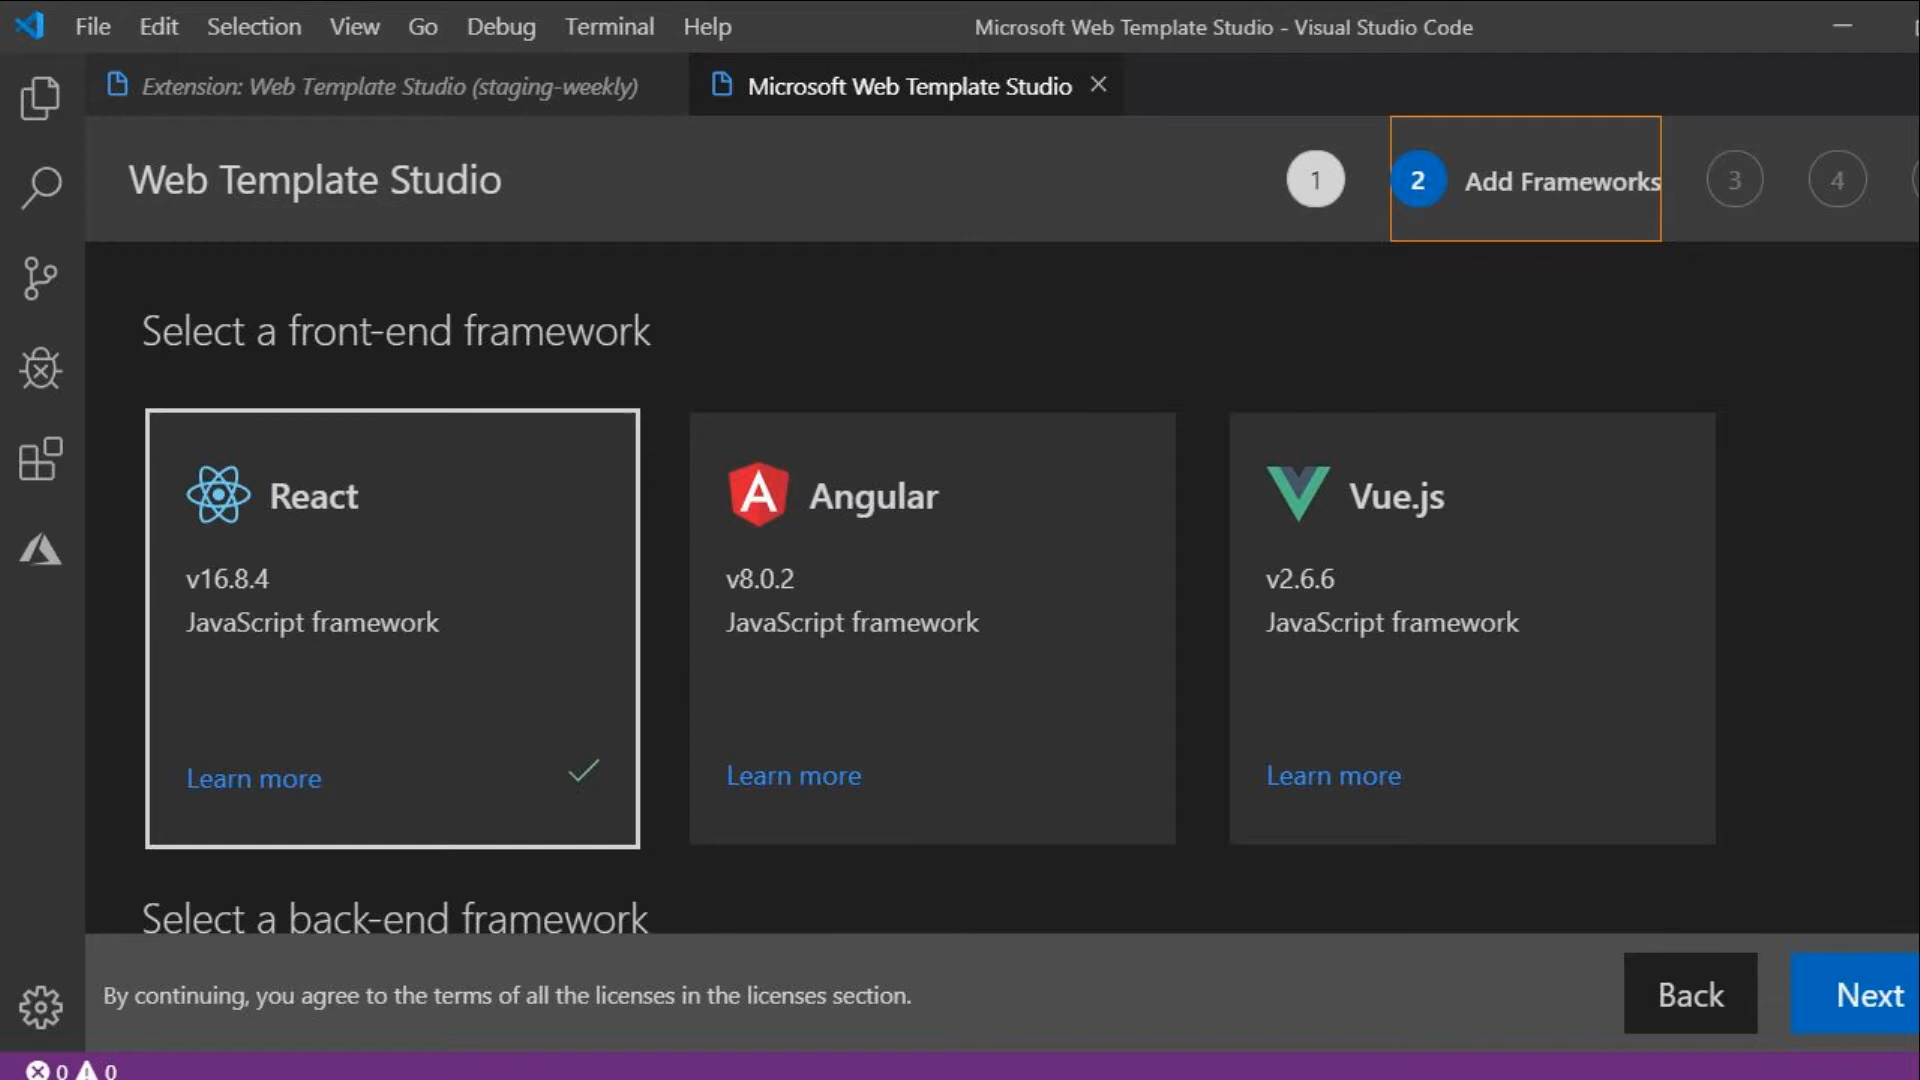 File Edit Selection View Go Debug Terminal Help Microsoft Web Template Studio - Visual Studio Code
Extension: Web Template Studio (staging-weekly) Microsoft Web Template Studio
Web Template Studio 1 2 Add Frameworks 3 4
Select a front-end framework
React
v16.8.4
JavaScript framework
Learn more
Angular
v8.0.2
JavaScript framework
Learn more
Vue.js
v2.6.6
JavaScript framework
Learn more
Select a back-end framework
By continuing, you agree to the terms of all the licenses in the licenses section.
Back Next
0 0